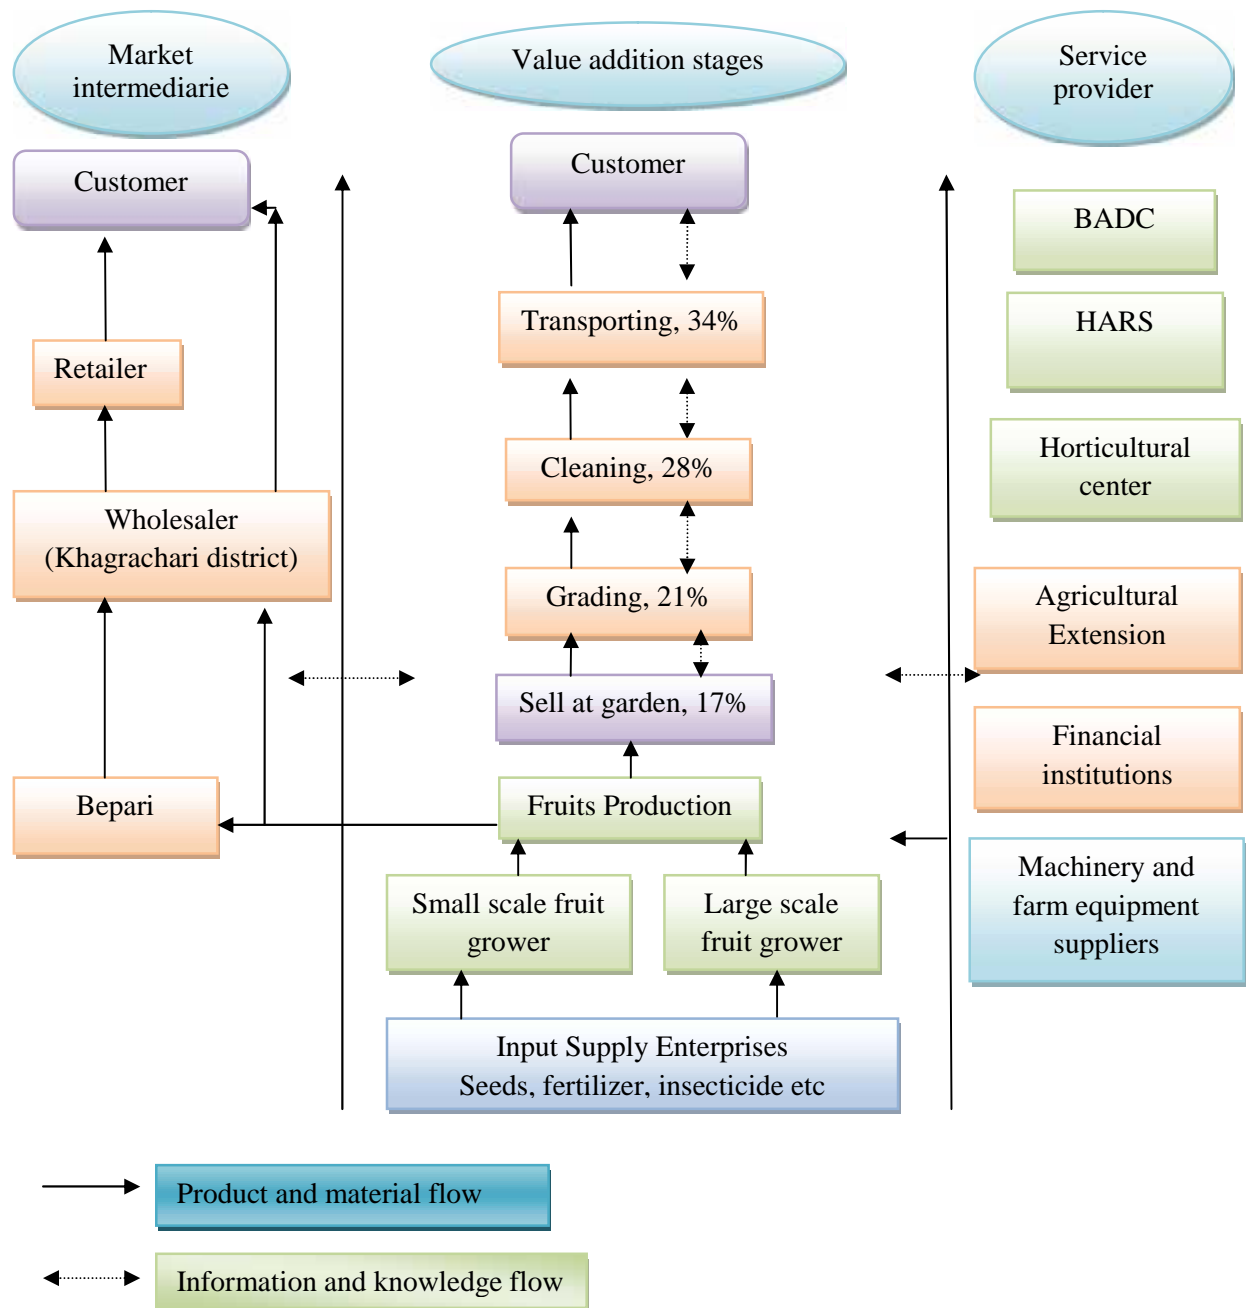 Market
intermediarie
Value addition stages
Service
provider
Customer
Retailer
Wholesaler
(Khagrachari district)
Bepari
Customer
Transporting, 34%
Cleaning, 28%
Grading, 21%
Sell at garden, 17%
Fruits Production
Small scale fruit
grower
Large scale
fruit grower
Input Supply Enterprises
Seeds, fertilizer, insecticide etc
BADC
HARS
Horticultural
center
Agricultural
Extension
Financial
institutions
Machinery and
farm equipment
suppliers
Product and material flow
Information and knowledge flow